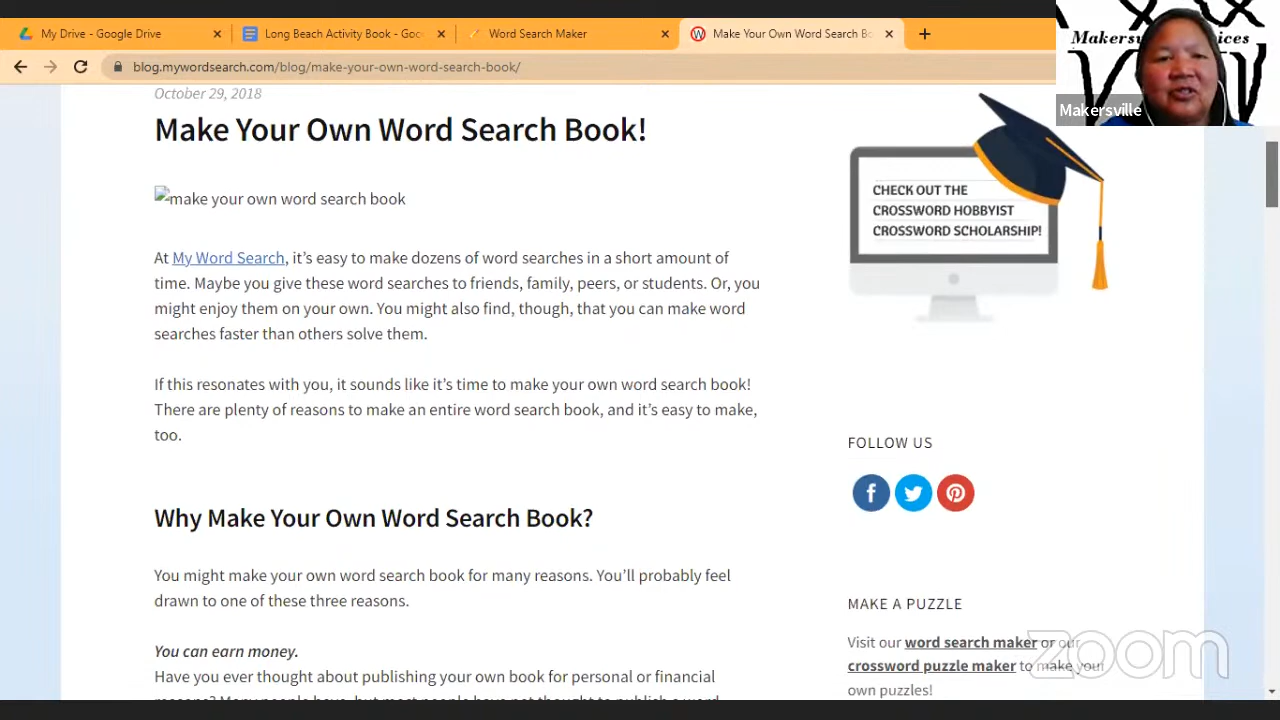 My Drive - Google Drive
Long Beach Activity Book - Goo
Word Search Maker
Make Your Own Word Search Bo
blog.mywordsearch.com/blog/make-your-own-word-search-book/
Makersville
October 29, 2018
Make Your Own Word Search Book!
make your own word search book
At My Word Search, it's easy to make dozens of word searches in a short amount of
time. Maybe you give these word searches to friends, family, peers, or students. Or, you
might enjoy them on your own. You might also find, though, that you can make word
searches faster than others solve them.
If this resonates with you, it sounds like it's time to make your own word search book!
There are plenty of reasons to make an entire word search book, and it's easy to make,
too.
Why Make Your Own Word Search Book?
You might make your own word search book for many reasons. You'll probably feel
drawn to one of these three reasons.
You can earn money.
Have you ever thought about publishing your own book for personal or financial
CHECK OUT THE
CROSSWORD HOBBYIST
CROSSWORD SCHOLARSHIP!
FOLLOW US
MAKE A PUZZLE
Visit our word search maker or our
crossword puzzle maker to make your
own puzzles!
zoom